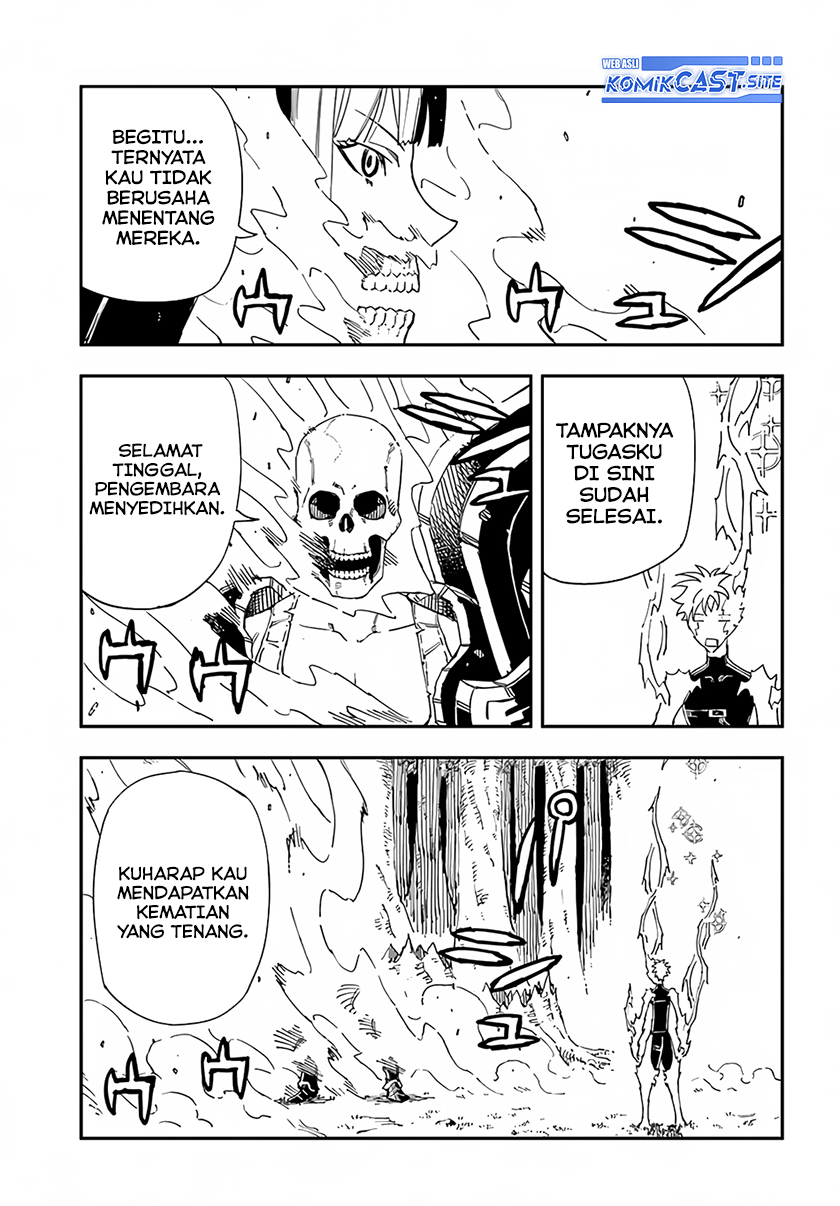 WEB ASLI
KOMIKCAST.SITE
BEGITU...
TERNYATA
KAU TIDAK
BERUSAHA
MENENTANG
MEREKA.
TAMPAKNYA
TUGASKU
DI SINI
SUDAH
SELESAI.
SELAMAT
TINGGAL,
PENGEMBARA
MENYEDIHKAN.
KUHARAP KAU
MENDAPATKAN
KEMATIAN
YANG TENANG.